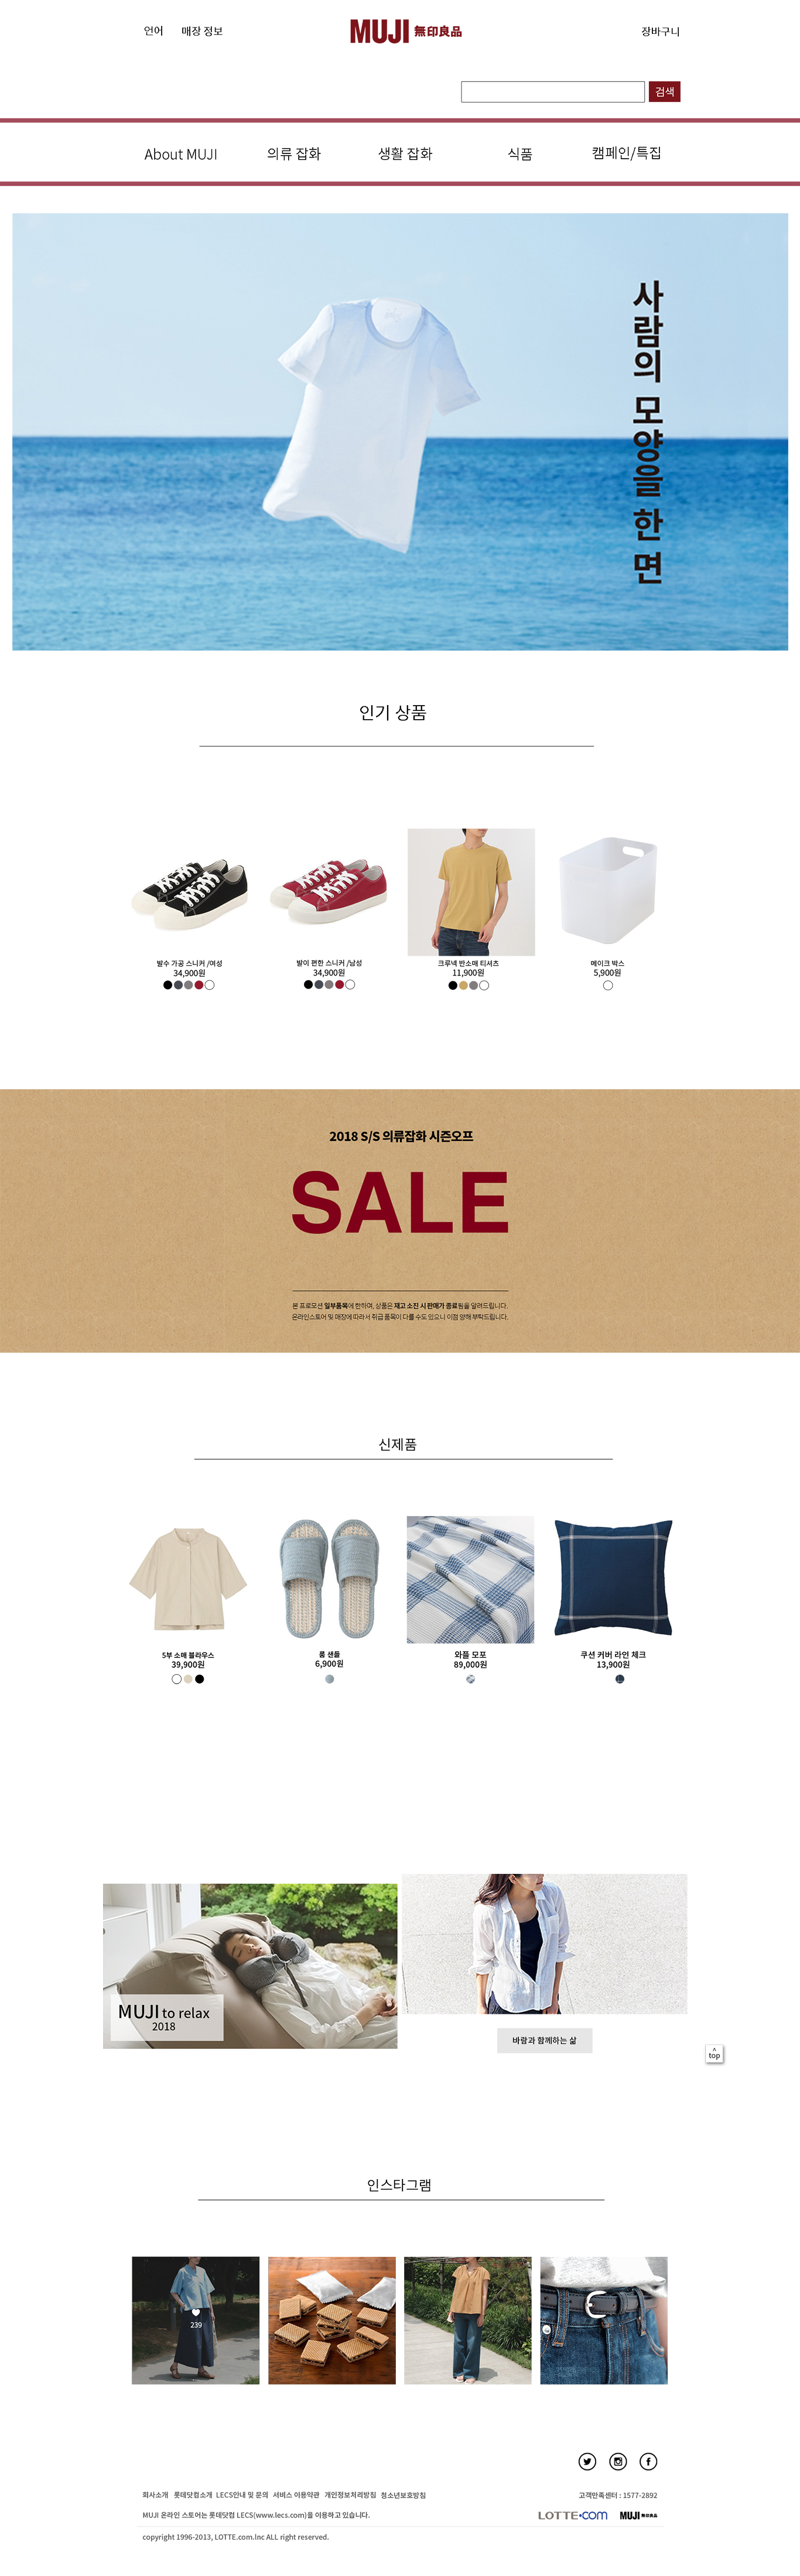 언어 매장 정보 MUJI 無印良品 장바구니
검색
About MUJI 의류 잡화 생활 잡화 식품 캠페인/특집
사람의 모양을 한 면
인기 상품
발수 가공 스니커 /여성
34,900원
발이 편한 스니커 /남성
34,900원
크루넥 반소매 티셔츠
11,900원
메이크 박스
5,900원
2018 S/S 의류잡화 시즌오프
SALE
본 프로모션 일부품목에 한하며, 상품은 재고 소진 시 판매가 종료됨을 알려드립니다.
온라인스토어 및 매장에 따라서 취급 품목이 다를 수도 있으니 이점 양해 부탁드립니다.
신제품
5부 소매 블라우스
39,900원
룸 샌들
6,900원
와플 모포
89,000원
쿠션 커버 라인 체크
13,900원
MUJI to relax
2018
바람과 함께하는 삶
^
top
인스타그램
239
회사소개 롯데닷컴소개 LECS안내 및 문의 서비스 이용약관 개인정보처리방침 청소년보호방침 고객만족센터 : 1577-2892
MUJI 온라인 스토어는 롯데닷컴 LECS(www.lecs.com)을 이용하고 있습니다. LOTTE.COM MUJI 無印良品
copyright 1996-2013, LOTTE.com.lnc ALL right reserved.